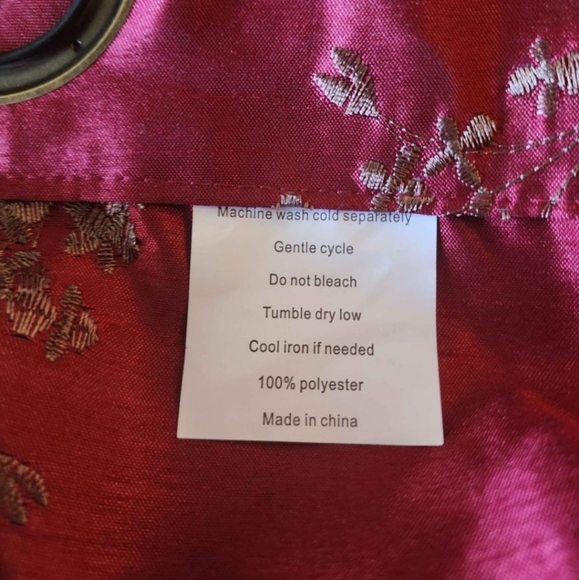 Machine wash cold separately
Gentle cycle
Do not bleach
Tumble dry low
Cool iron if needed
100% polyester
Made in china